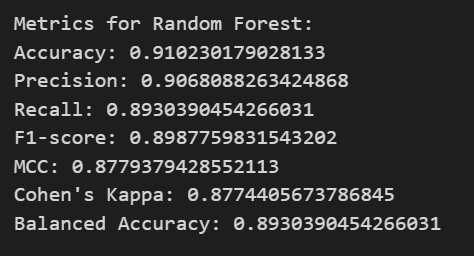 Metrics for Random Forest:
Accuracy: 0.910230179028133
Precision: 0.9068088263424868
Recall: 0.8930390454266031
F1-score: 0.8987759831543202
MCC: 0.8779379428552113
Cohen's Kappa: 0.8774405673786845
Balanced Accuracy: 0.8930390454266031